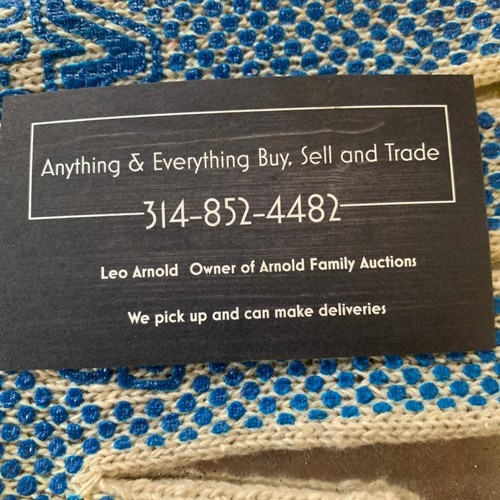 Anything & Everything Buy, Sell and Trade
314-852-4482
Leo Arnold Owner of Arnold Family Auctions
We pick up and can make deliveries